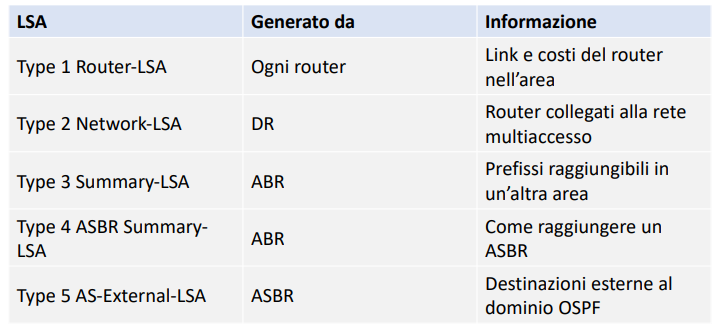 LSA Generato da Informazione
Type 1 Router-LSA Ogni router Link e costi del router
nell’area
Type 2 Network-LSA DR Router collegati alla rete
multiaccesso
Type 3 Summary-LSA ABR Prefissi raggiungibili in
un’altra area
Type 4 ASBR Summary-
LSA ABR Come raggiungere un
ASBR
Type 5 AS-External-LSA ASBR Destinazioni esterne al
dominio OSPF